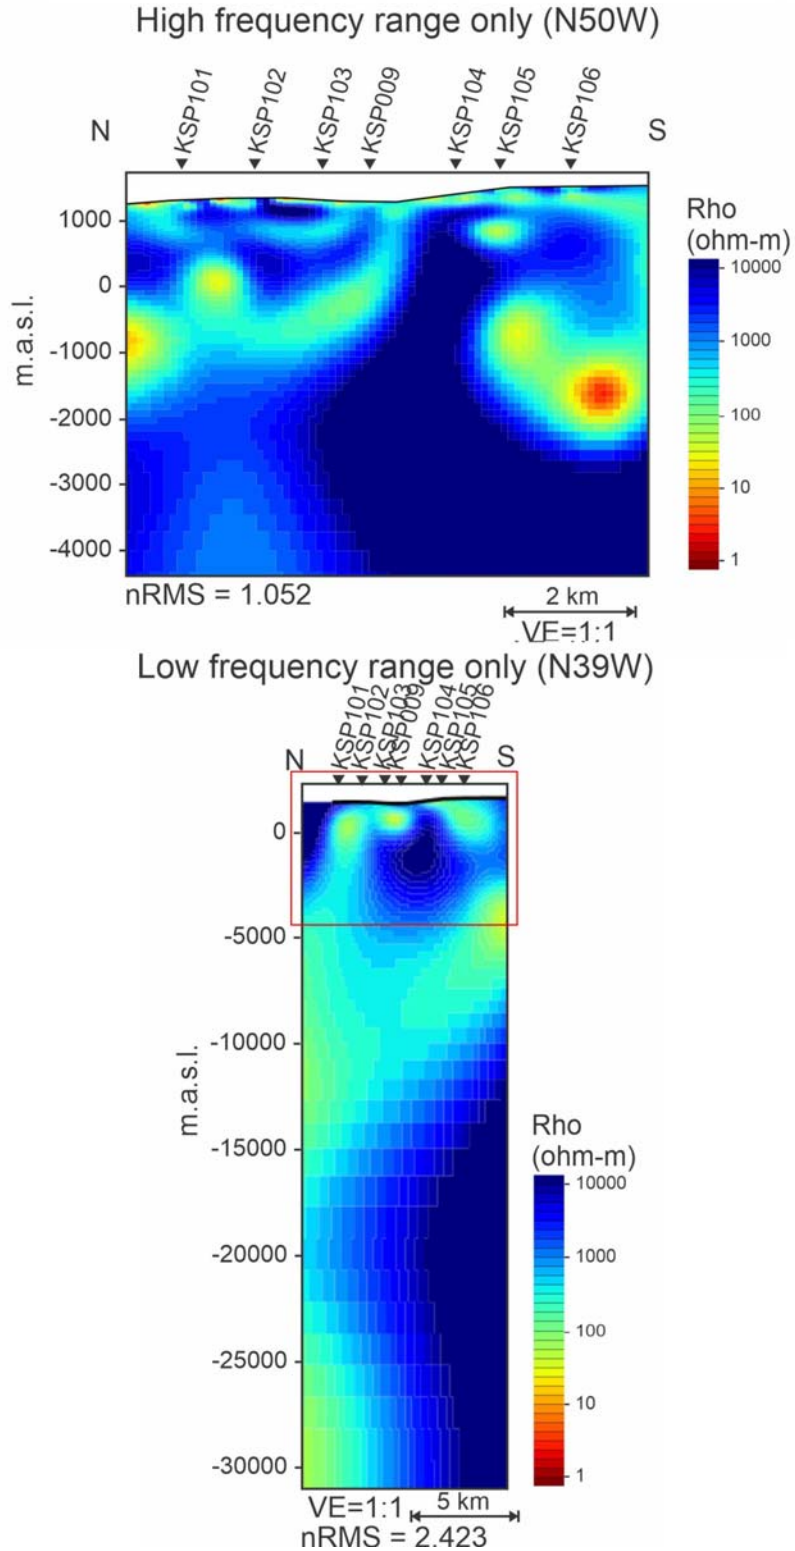 High frequency range only (N50W)
N KSP101 KSP102 KSP103 KSP009 KSP104 KSP105 KSP106 S
m.a.s.l.
1000
0
-1000
-2000
-3000
-4000
Rho
(ohm-m)
10000
1000
100
10
1
nRMS = 1.052
2 km
VE=1:1
Low frequency range only (N39W)
N KSP101 KSP102 KSP103 KSP009 KSP104 KSP105 KSP106 S
m.a.s.l.
0
-5000
-10000
-15000
-20000
-25000
-30000
Rho
(ohm-m)
10000
1000
100
10
1
VE=1:1 5 km
nRMS = 2.423